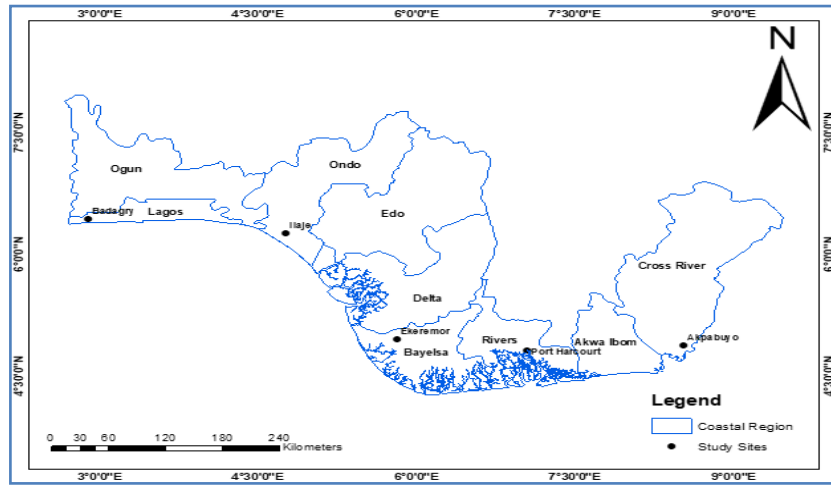 3°0'0"E 4°30'0"E 6°0'0"E 7°30'0"E 9°0'0"E
N
7°30'0"N 7°30'0"N
Ogun Ondo
Badagry Lagos Edo
Ilaje
6°0'0"N 6°0'0"N
Cross River
Delta
Ekeremor Rivers Akwa Ibom Akpabuyo
Bayelsa Port Harcourt
4°30'0"N 4°30'0"N
Legend
Coastal Region
Study Sites
0 30 60 120 180 240
Kilometers
3°0'0"E 4°30'0"E 6°0'0"E 7°30'0"E 9°0'0"E